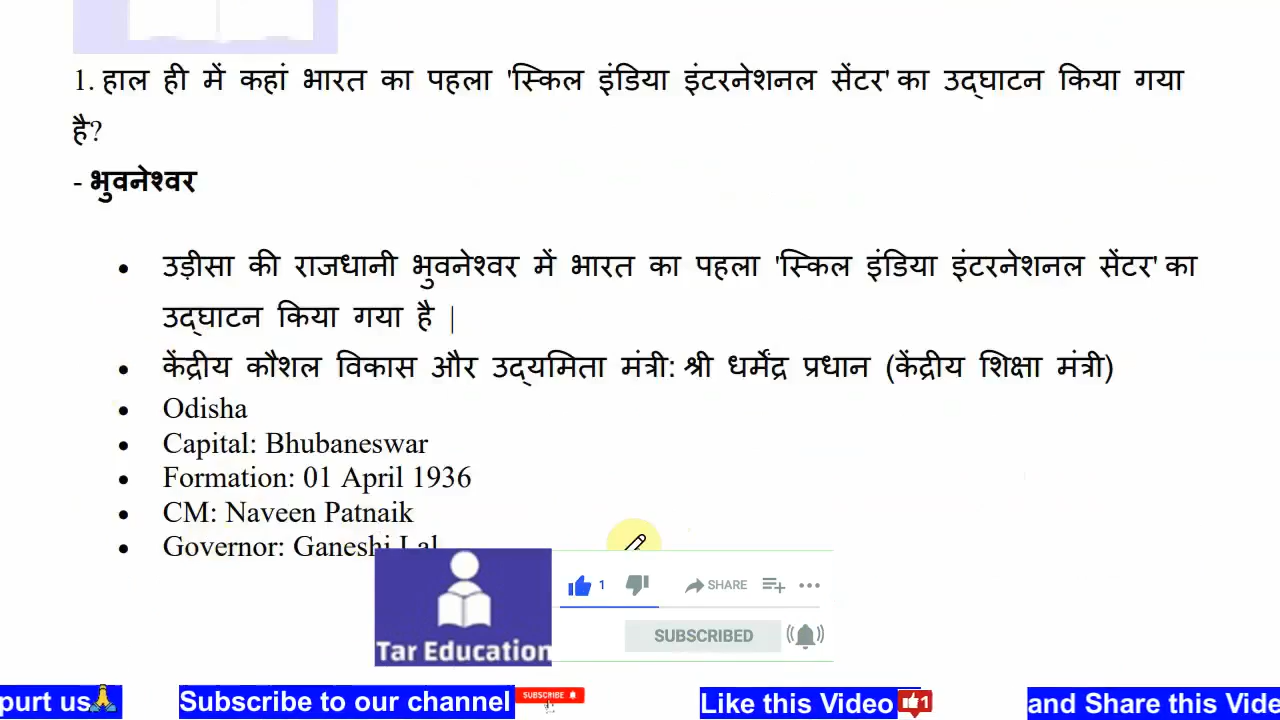 1. हाल ही में कहां भारत का पहला 'स्किल इंडिया इंटरनेशनल सेंटर' का उद्घाटन किया गया
है?
- भुवनेश्वर
• उड़ीसा की राजधानी भुवनेश्वर में भारत का पहला 'स्किल इंडिया इंटरनेशनल सेंटर' का
उद्घाटन किया गया है |
• केंद्रीय कौशल विकास और उद्यमिता मंत्री: श्री धर्मेंद्र प्रधान (केंद्रीय शिक्षा मंत्री)
• Odisha
• Capital: Bhubaneswar
• Formation: 01 April 1936
• CM: Naveen Patnaik
• Governor: Ganeshi Lal
1 SHARE
SUBSCRIBED
Tar Education
purt us Subscribe to our channel SUBSCRIBE Like this Video 1 and Share this Vide